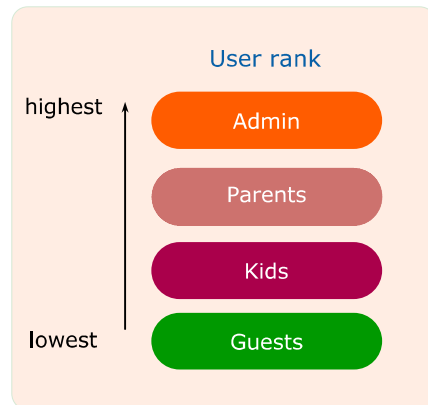 User rank
highest
Admin
Parents
Kids
lowest
Guests